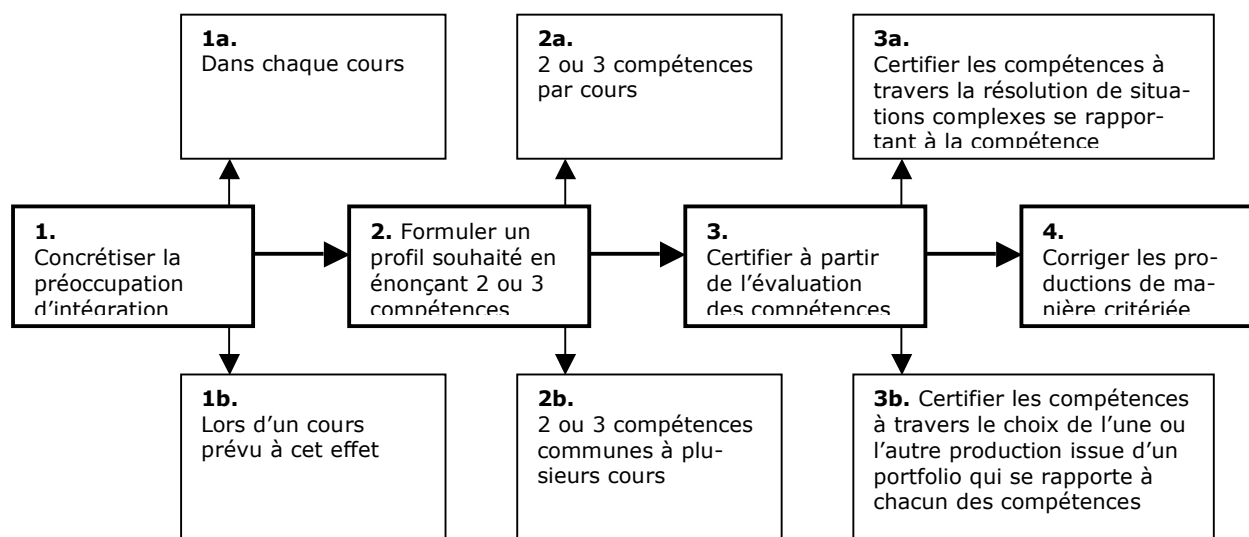 1a.
Dans chaque cours
2a.
2 ou 3 compétences
par cours
3a.
Certifier les compétences à
travers la résolution de situa-
tions complexes se rappor-
tant à la compétence
1.
Concrétiser la
préoccupation
d’intégration
2. Formuler un
profil souhaité en
énonçant 2 ou 3
compétences
3.
Certifier à partir
de l’évaluation
des compétences
4.
Corriger les pro-
ductions de ma-
nière critériée
1b.
Lors d’un cours
prévu à cet effet
2b.
2 ou 3 compétences
communes à plu-
sieurs cours
3b. Certifier les compétences
à travers le choix de l’une ou
l’autre production issue d’un
portfolio qui se rapporte à
chacun des compétences